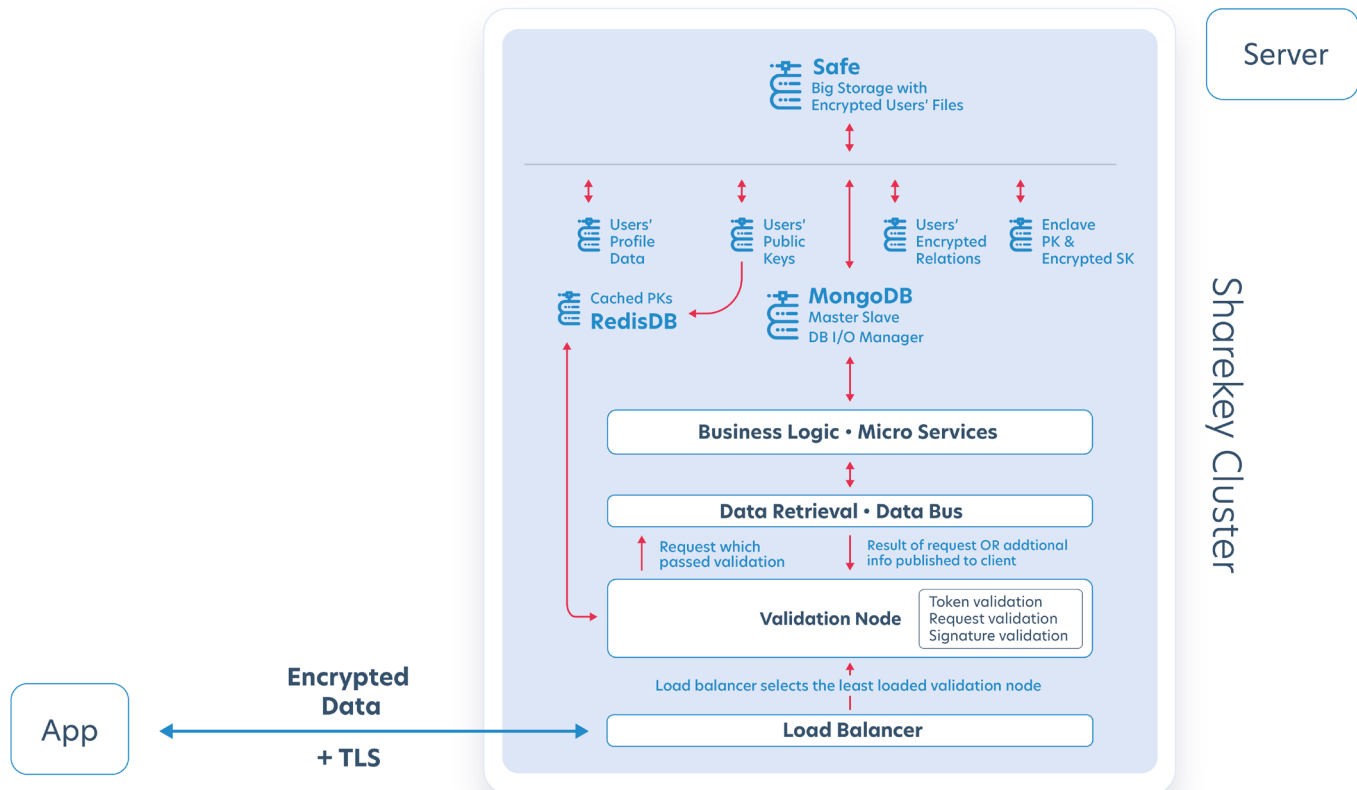 Server
Safe
Big Storage with
Encrypted Users' Files
Users'
Profile
Data
Users'
Public
Keys
Users'
Encrypted
Relations
Enclave
PK &
Encrypted SK
Cached PKs
RedisDB
MongoDB
Master Slave
DB I/O Manager
Business Logic • Micro Services
Data Retrieval • Data Bus
Request which
passed validation
Result of request OR addtional
info published to client
Validation Node
Token validation
Request validation
Signature validation
Load balancer selects the least loaded validation node
Load Balancer
Sharekey Cluster
App
Encrypted
Data
+ TLS